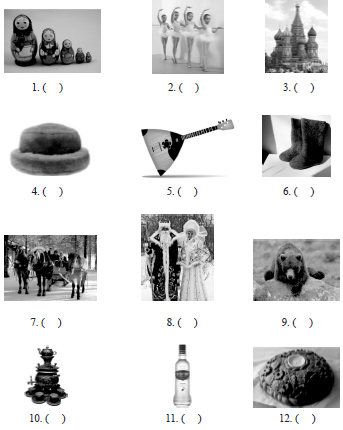 1. ( )
2. ( )
3. ( )
4. ( )
5. ( )
6. ( )
7. ( )
8. ( )
9. ( )
10. ( )
11. ( )
12. ( )